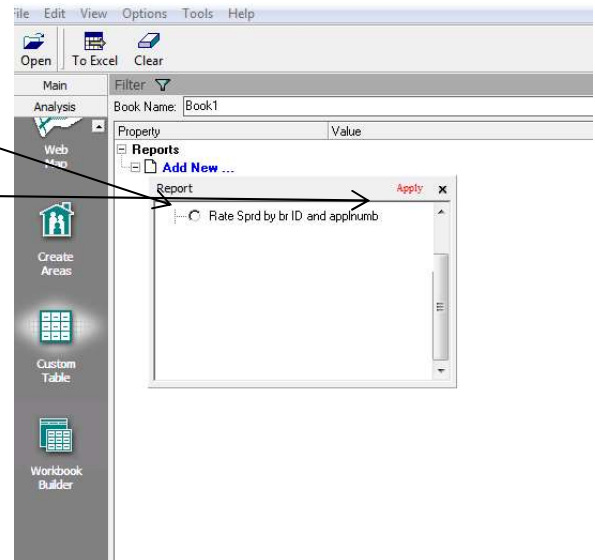 File Edit View Options Tools Help
Open To Excel Clear
Main
Analysis
Web Map
Create Areas
Custom Table
Workbook Builder
Filter
Book Name: Book1
Property Value
Reports
Add New ...
Report Apply x
Rate Sprd by br ID and applnumb